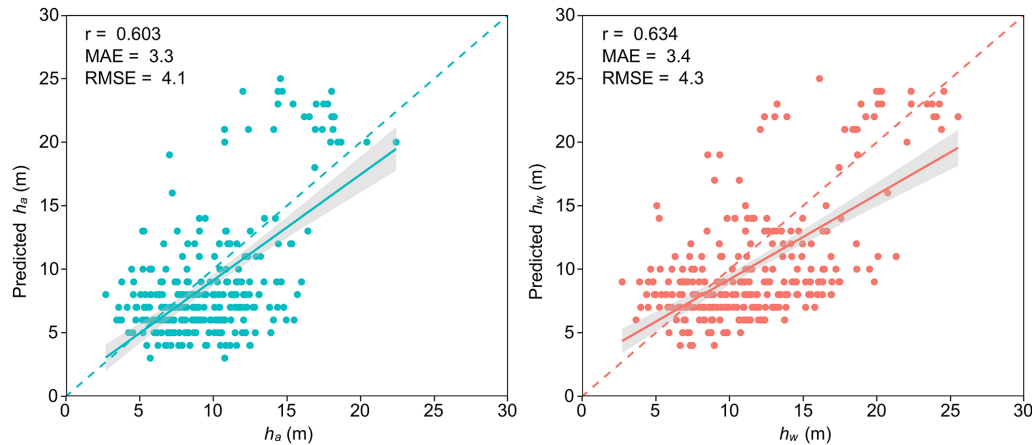 r = 0.603
MAE = 3.3
RMSE = 4.1
Predicted hₐ (m)
30
25
20
15
10
5
0
0 5 10 15 20 25 30
hₐ (m)
r = 0.634
MAE = 3.4
RMSE = 4.3
Predicted h_w (m)
30
25
20
15
10
5
0
0 5 10 15 20 25 30
h_w (m)